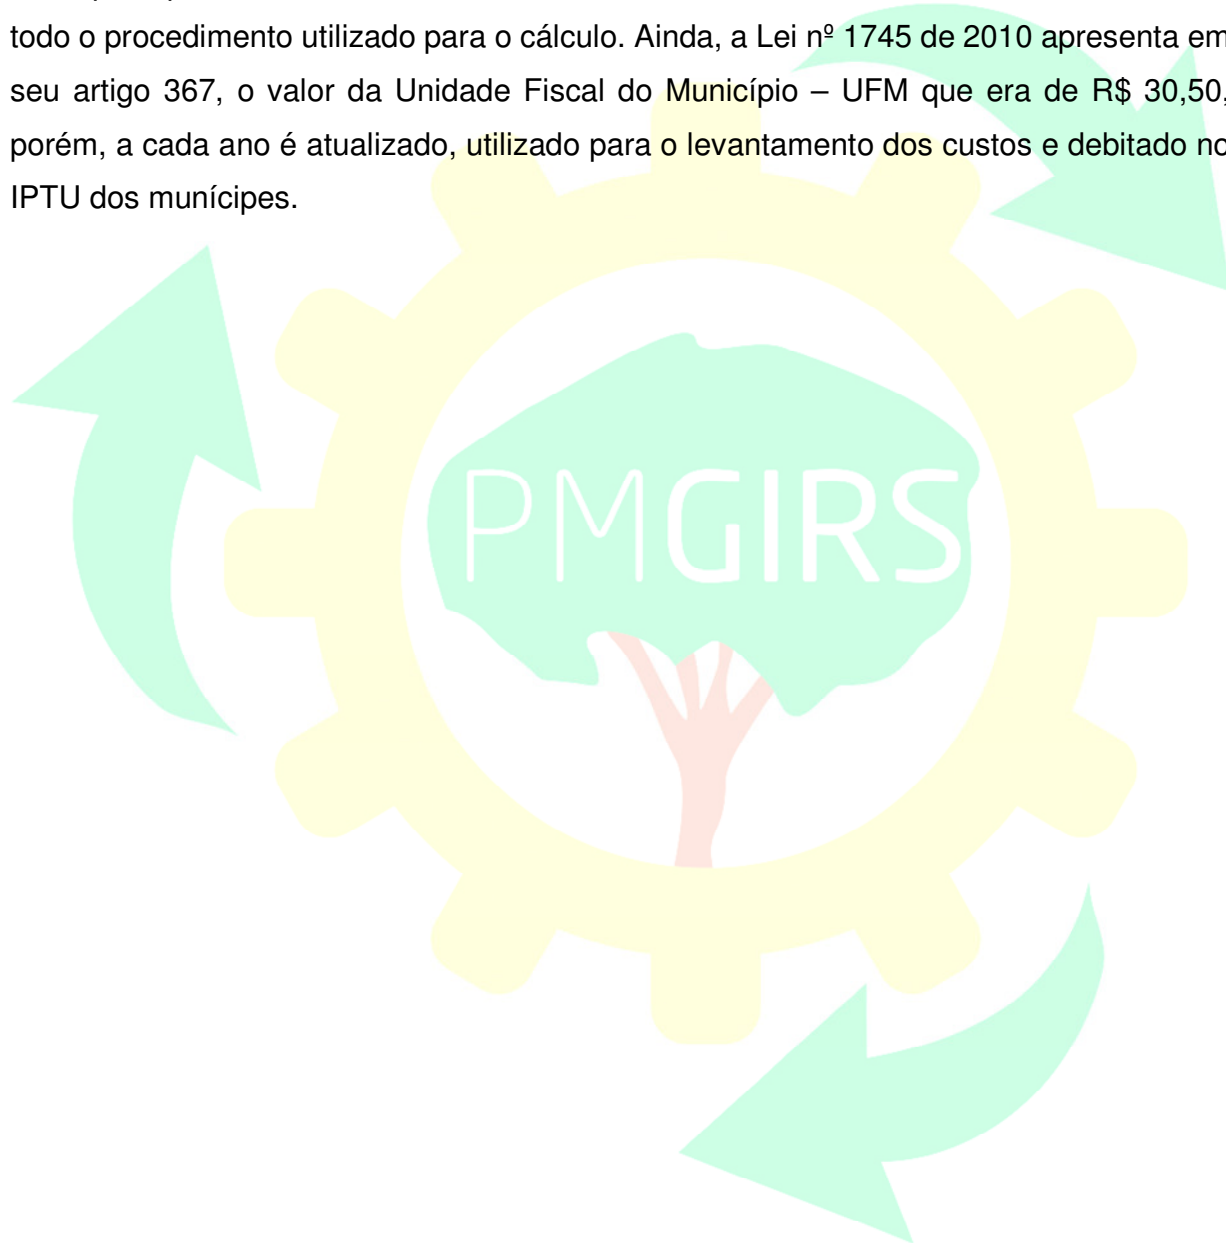 todo o procedimento utilizado para o cálculo. Ainda, a Lei nº 1745 de 2010 apresenta em
seu artigo 367, o valor da Unidade Fiscal do Município – UFM que era de R$ 30,50,
porém, a cada ano é atualizado, utilizado para o levantamento dos custos e debitado no
IPTU dos munícipes.
PMGIRS